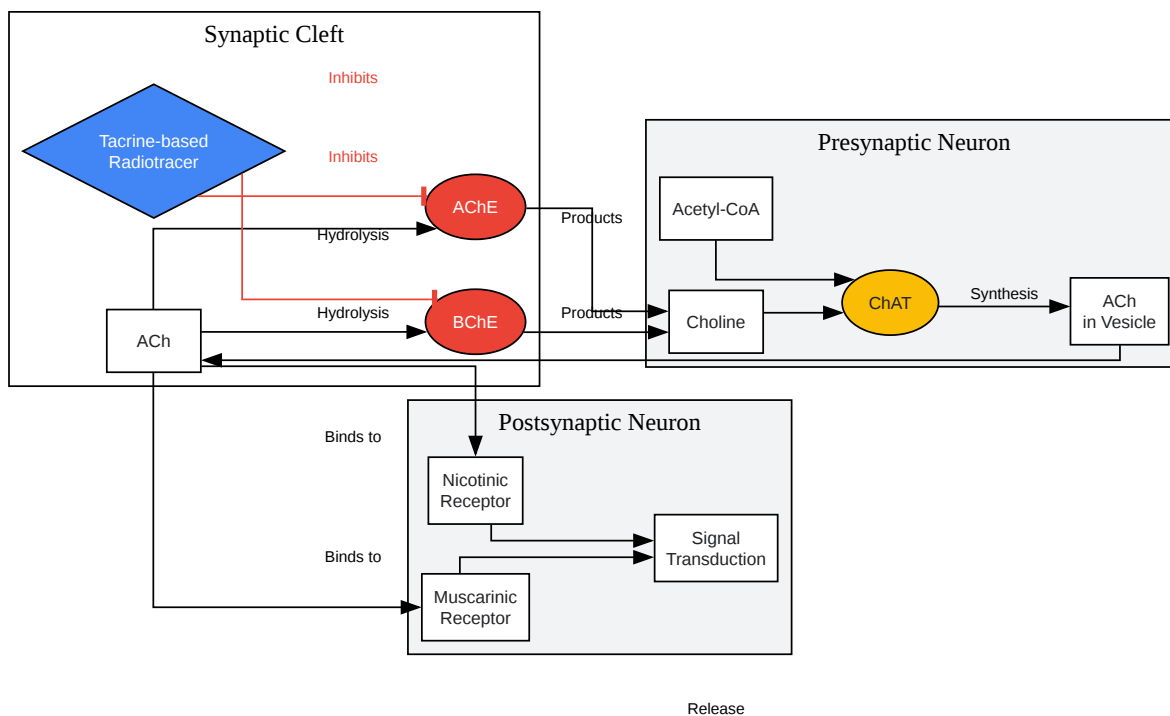 Synaptic Cleft
Inhibits
Tacrine-based
Radiotracer
Inhibits
AChE
Hydrolysis
Products
Hydrolysis
BChE
Products
ACh
Presynaptic Neuron
Acetyl-CoA
Choline
ChAT
Synthesis
ACh
in Vesicle
Postsynaptic Neuron
Binds to
Nicotinic
Receptor
Signal
Transduction
Binds to
Muscarinic
Receptor
Release